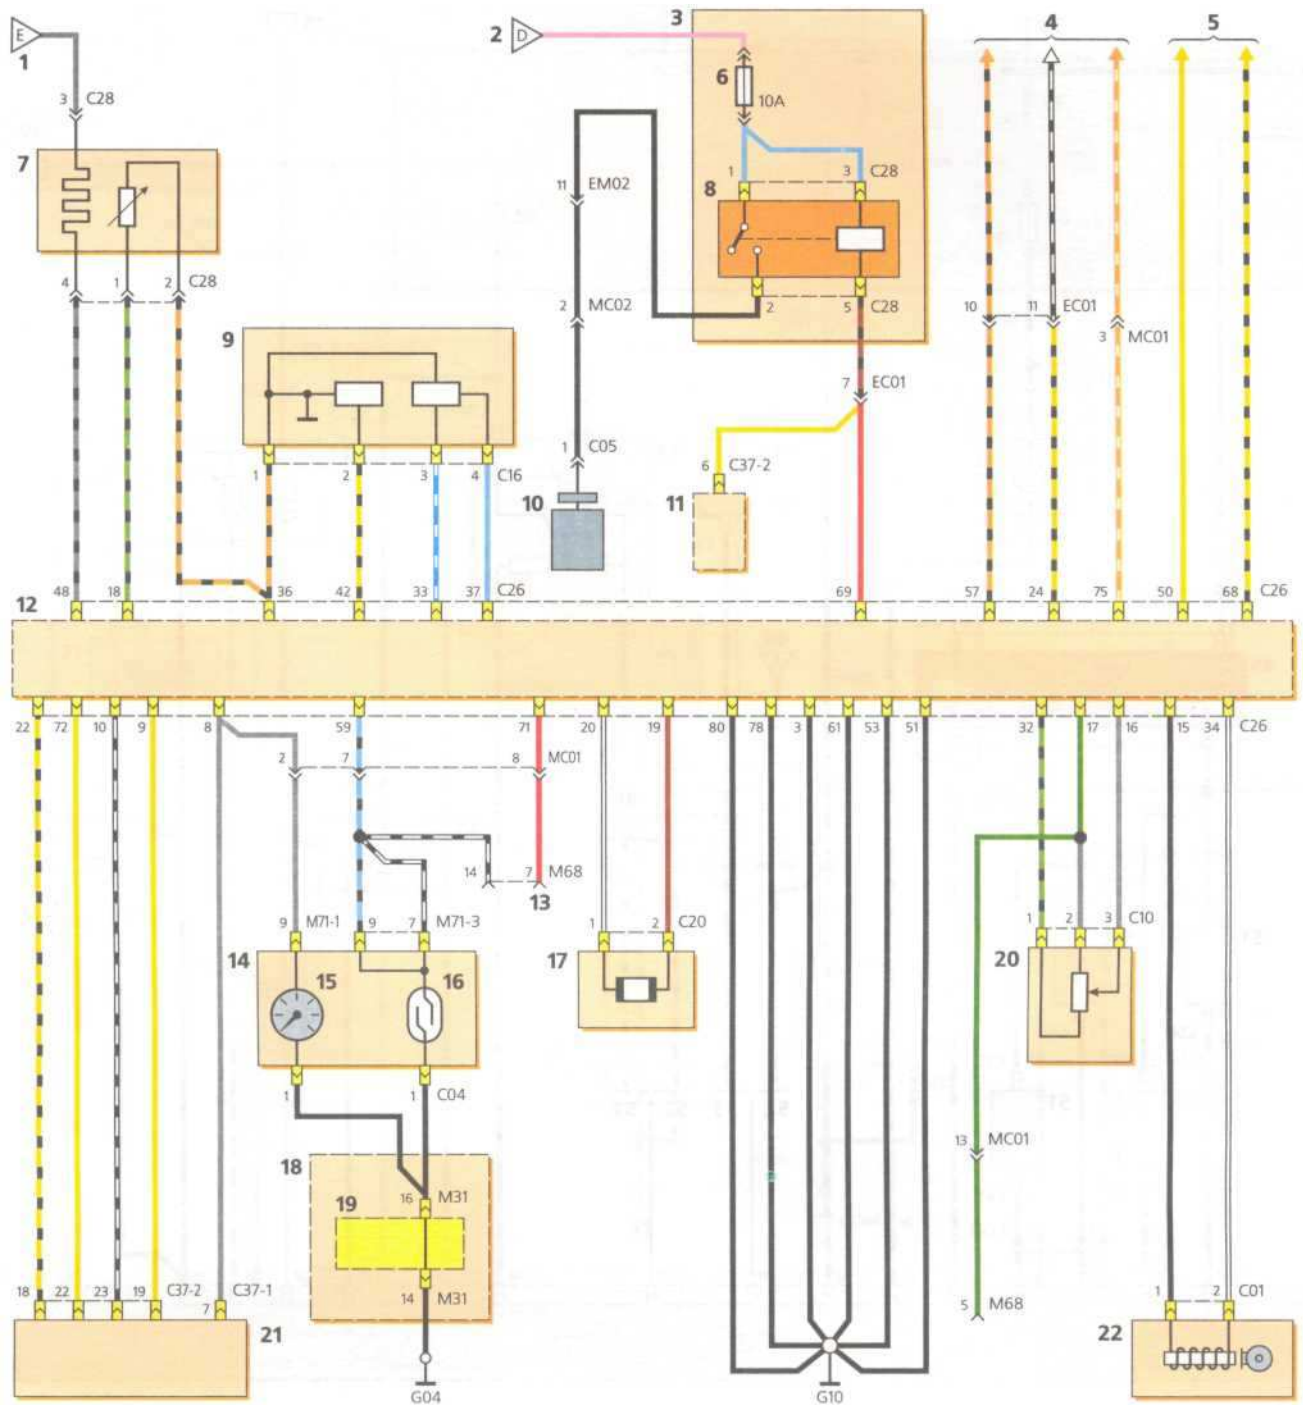 E
1
2 D
3
4
5
6
10A
3 C28
7
1 3 C28
8
11 EM02
2 MC02
4 1 2 C28
2 5 C28
10 11 EC01
3 MC01
9
7 EC01
1 2 3 4 C16
1 C05
10
6 C37-2
11
12
48 18 36 42 33 37 C26
69
57 24 75 50 68 C26
22 72 10 9 8 59 71 20 19 80 78 3 61 53 51 32 17 16 15 34 C26
2 7 8 MC01
14 7 M68
13
9 M71-1 9 7 M71-3
1 2 C20
1 2 3 C10
14
15
16
17
20
1 1 C04
13 MC01
18
16 M31
19
14 M31
18 22 23 19 C37-2 C37-1
7
5 M68
1 2 C01
21
22
G04
G10